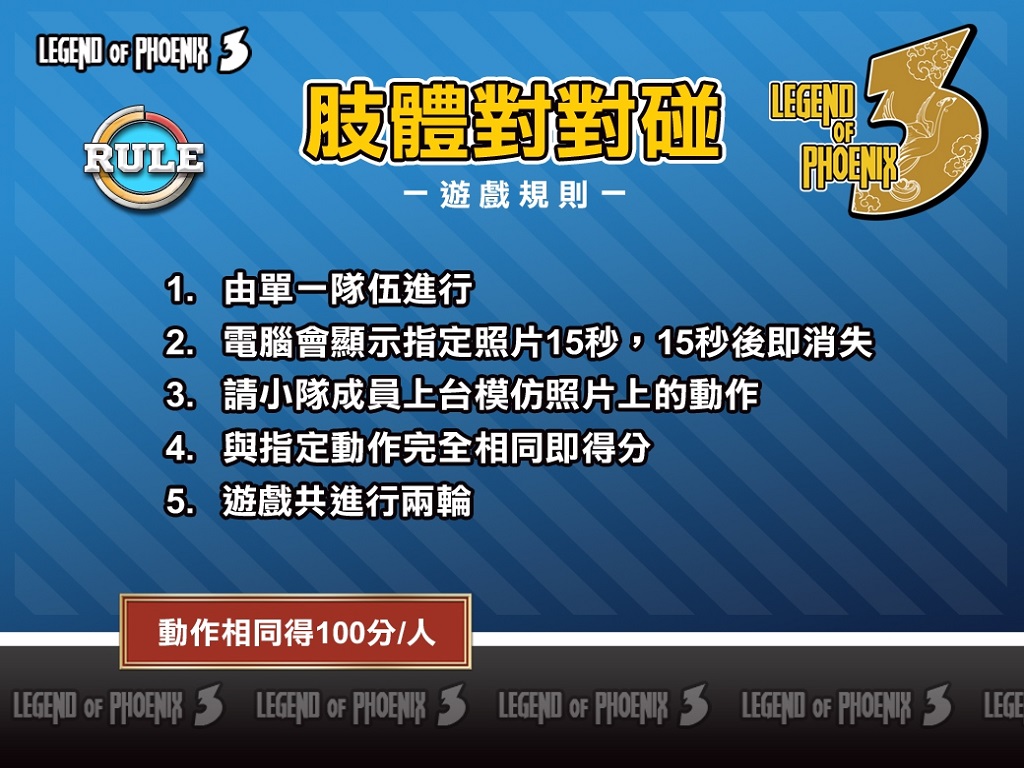 LEGEND OF PHOENIX 3
RULE
肢體對對碰
LEGEND OF PHOENIX 3
－遊戲規則－
1. 由單一隊伍進行
2. 電腦會顯示指定照片15秒，15秒後即消失
3. 請小隊成員上台模仿照片上的動作
4. 與指定動作完全相同即得分
5. 遊戲共進行兩輪
動作相同得100分/人
LEGEND OF PHOENIX 3 LEGEND OF PHOENIX 3 LEGEND OF PHOENIX 3 LEGEND OF PHOENIX 3 LEGE